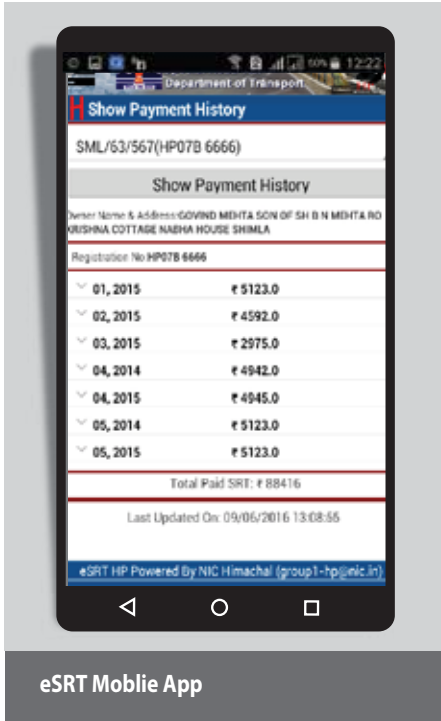 50% 12:22
Department of Transport
H Show Payment History
SML/63/567(HP07B 6666)
Show Payment History
Owner Name & Address:GOVIND MEHTA SON OF SH B N MEHTA RO
KRISHNA COTTAGE NABHA HOUSE SHIMLA
Registration No HP07B 6666
01, 2015 ₹ 5123.0
02, 2015 ₹ 4592.0
03, 2015 ₹ 2975.0
04, 2014 ₹ 4942.0
04, 2015 ₹ 4945.0
05, 2014 ₹ 5123.0
05, 2015 ₹ 5123.0
Total Paid SRT: ₹ 88416
Last Updated On: 09/06/2016 13:08:55
eSRT HP Powered By NIC Himachal (group1-hp@nic.in)
eSRT Moblie App